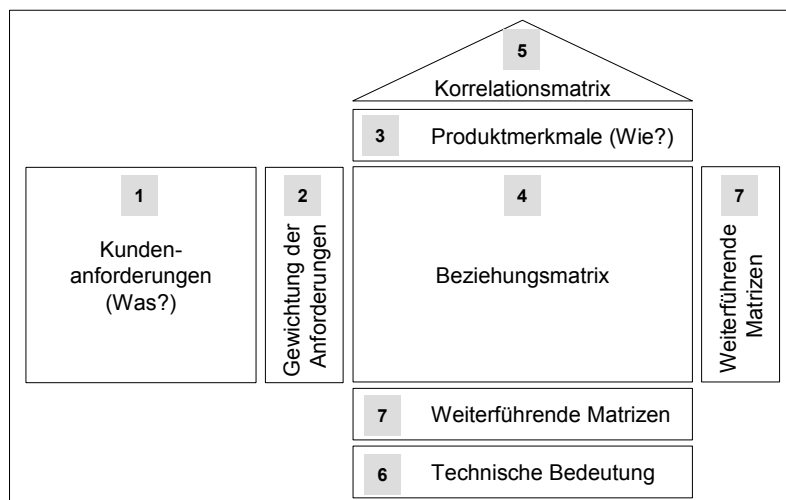 5
Korrelationsmatrix
3 Produktmerkmale (Wie?)
1
Kunden-
anforderungen
(Was?)
2
Gewichtung der
Anforderungen
4
Beziehungsmatrix
7
Weiterführende
Matrizen
7 Weiterführende Matrizen
6 Technische Bedeutung